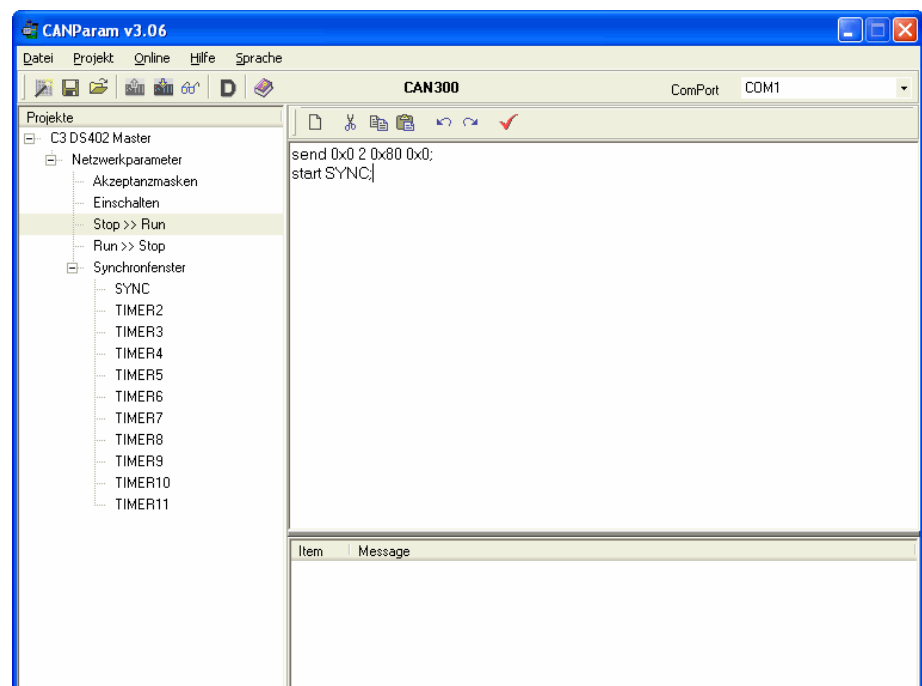 CANParam v3.06
Datei Projekt Online Hilfe Sprache
D CAN300 ComPort COM1
Projekte
C3 DS402 Master
Netzwerkparameter
Akzeptanzmasken
Einschalten
Stop >> Run
Run >> Stop
Synchronfenster
SYNC
TIMER2
TIMER3
TIMER4
TIMER5
TIMER6
TIMER7
TIMER8
TIMER9
TIMER10
TIMER11
send 0x0 2 0x80 0x0;
start SYNC;
Item Message